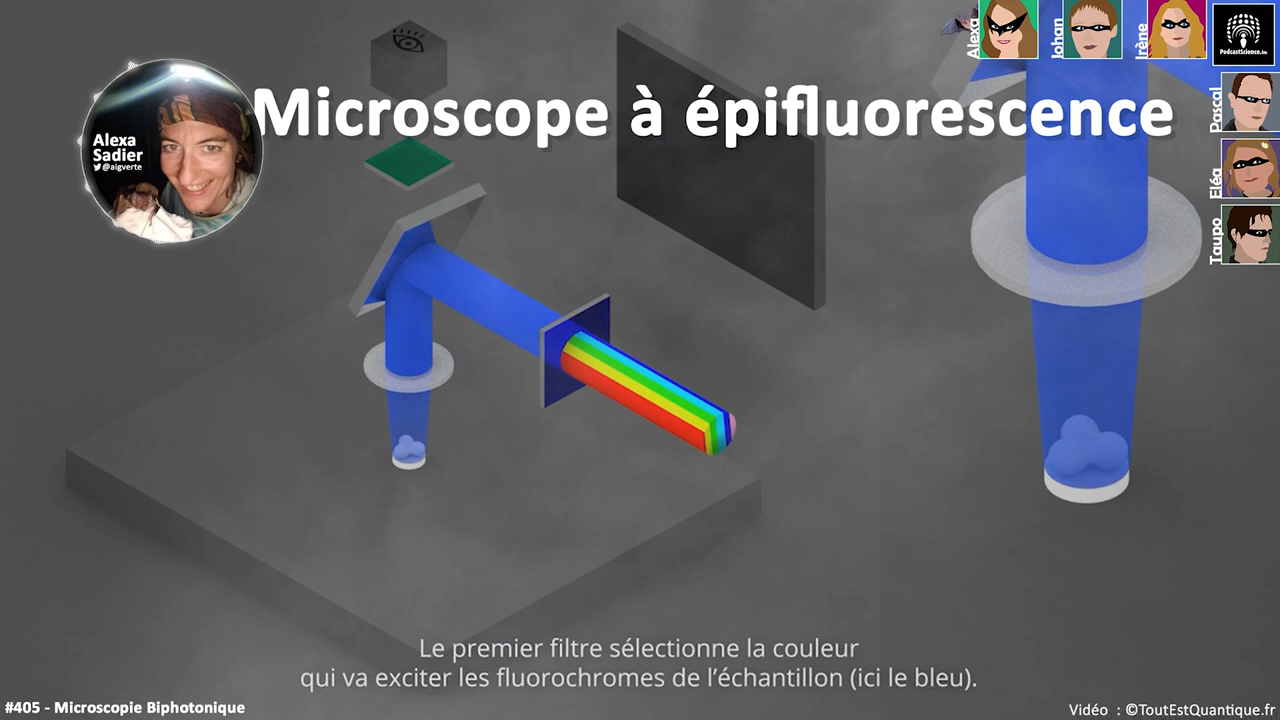 Microscope à épifluorescence
Alexa
Sadier
@aigverte
Alexa
Johan
Irène
PodcastScience.fm
Pascal
Eléa
Taupo
Le premier filtre sélectionne la couleur
qui va exciter les fluorochromes de l’échantillon (ici le bleu).
#405 - Microscopie Biphotonique
Vidéo : ©ToutEstQuantique.fr